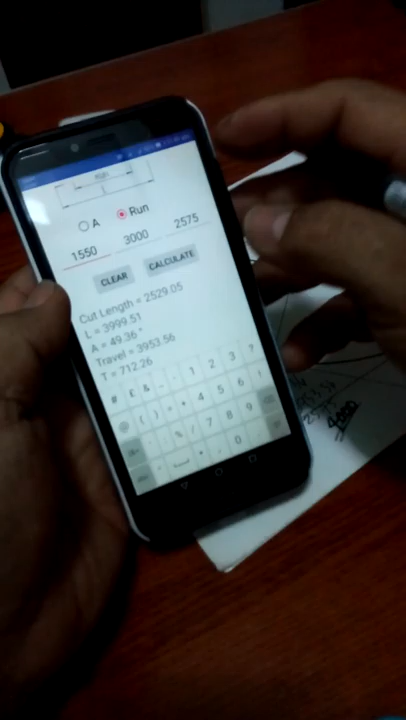 Run
A Run
1550 3000 2575
CLEAR CALCULATE
Cut Length = 2529.05
L = 3999.51
A = 49.36 °
Travel = 3953.56
T = 712.26
# £ & _ - 1 2 3 ?
@ ( ) = + 4 5 6 !
" : % / 7 8 9
0